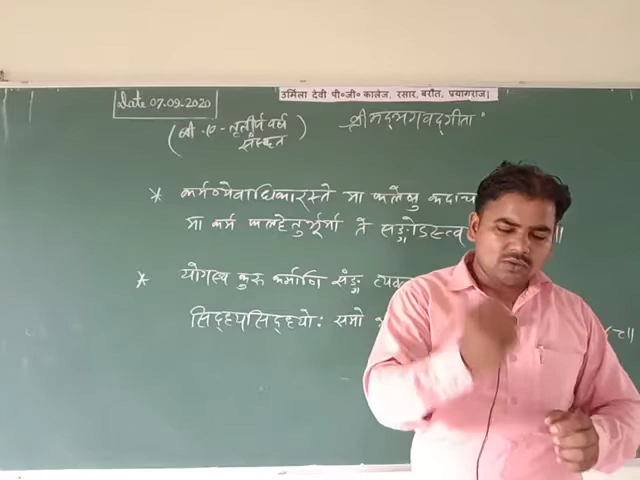 उर्मिला देवी पी०जी० कालेज, रसार, बरौत, प्रयागराज
Date 07.09.2020
(बी.ए - तृतीय वर्ष
संस्कृत)
श्रीमद्भगवद्गीता"
* कर्मण्येवाधिकारस्ते मा फलेषु कदाच
मा कर्म फलहेतुर्भूर्मा ते सङ्गोऽस्त्व ॥
* योगस्थ कुरु कर्माणि संङ्ग त्यक्
सिद्ध्यसिद्ध्योः समो ॥